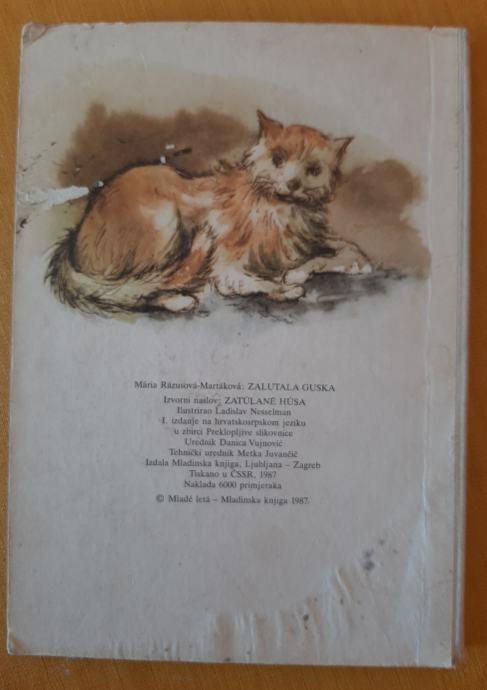 Mária Rázusová-Martáková: ZALUTALA GUSKA
Izvorni naslov: ZATÚLANÉ HÚSA
Ilustrirao Ladislav Nesselman
I. izdanje na hrvatskosrpskom jeziku
u zbirci Preklopljive slikovnice
Urednik Danica Vujnović
Tehnički urednik Metka Juvančič
Izdala Mladinska knjiga, Ljubljana – Zagreb
Tiskano u ČSSR, 1987
Naklada 6000 primjeraka
© Mladé letá – Mladinska knjiga 1987.